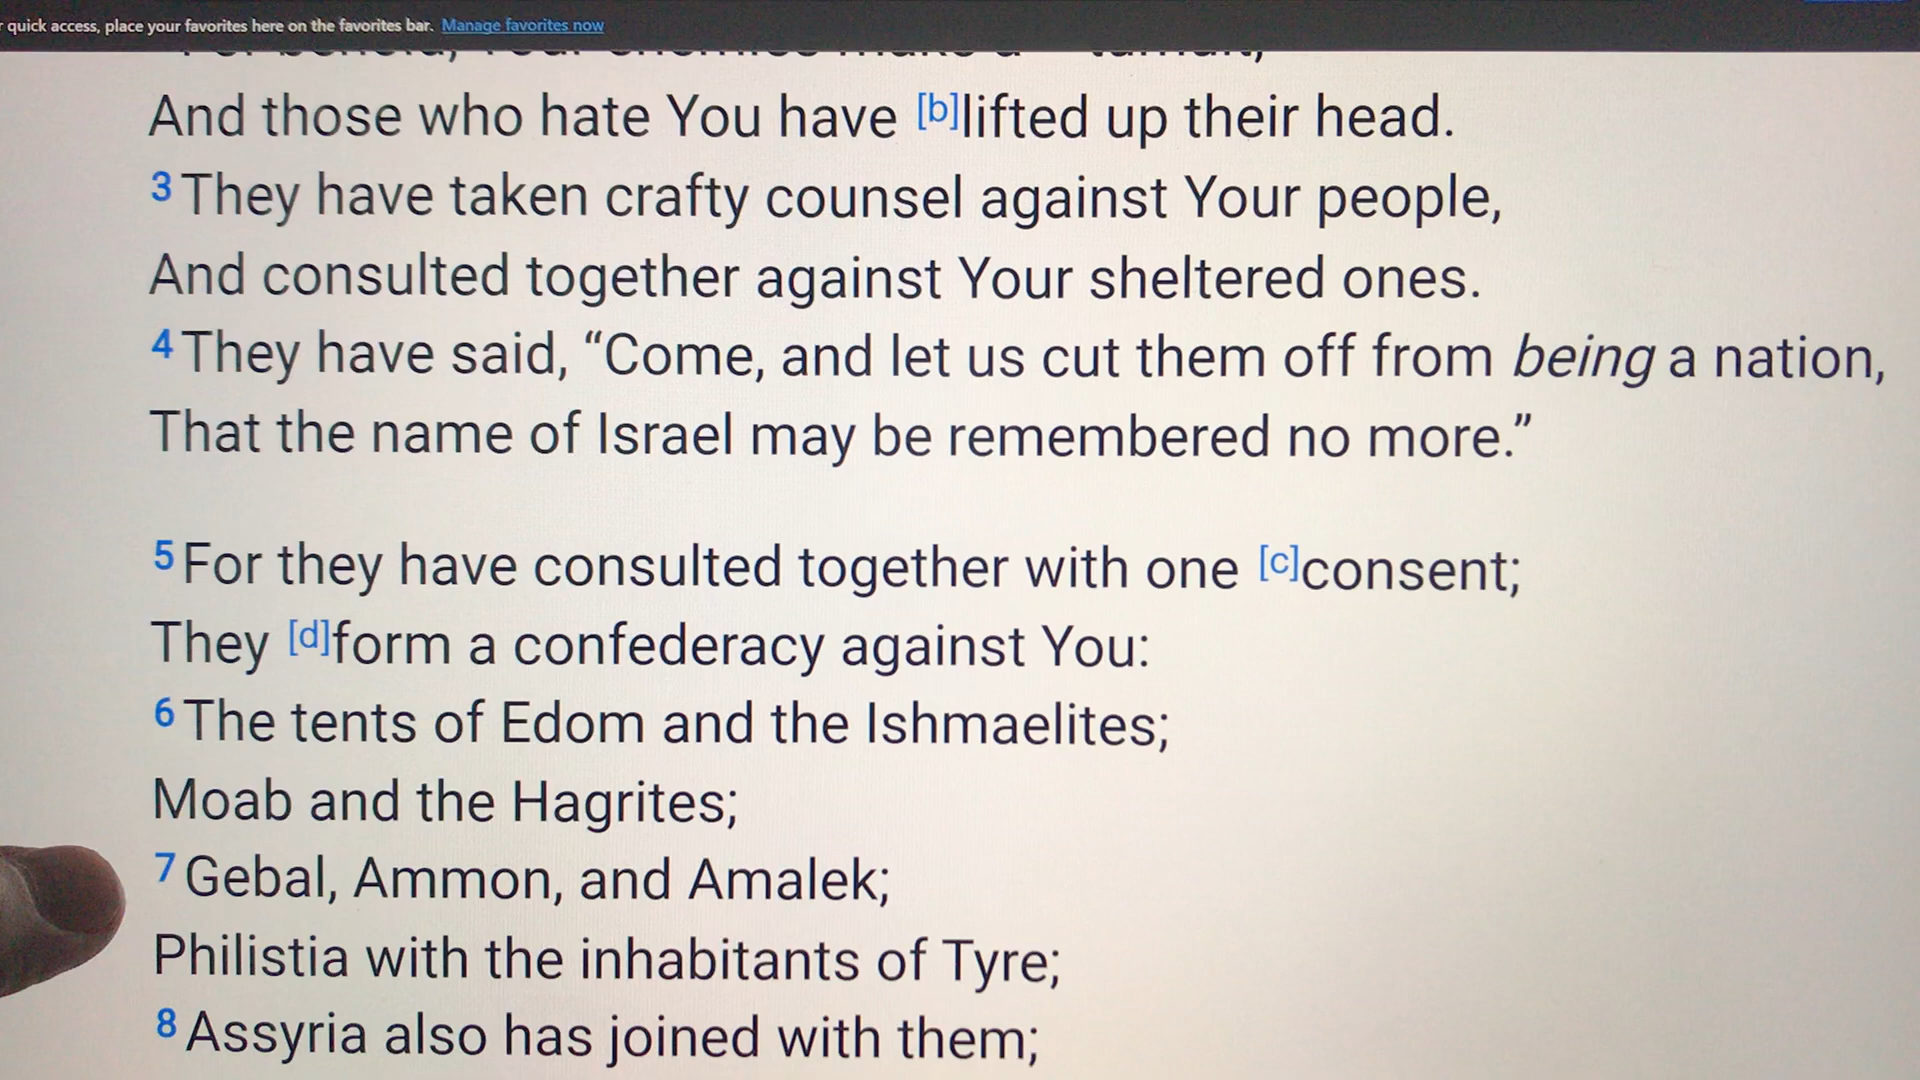 quick access, place your favorites here on the favorites bar. Manage favorites now
And those who hate You have [b]lifted up their head.
3 They have taken crafty counsel against Your people,
And consulted together against Your sheltered ones.
4 They have said, “Come, and let us cut them off from being a nation,
That the name of Israel may be remembered no more.”
5 For they have consulted together with one [c]consent;
They [d]form a confederacy against You:
6 The tents of Edom and the Ishmaelites;
Moab and the Hagrites;
7 Gebal, Ammon, and Amalek;
Philistia with the inhabitants of Tyre;
8 Assyria also has joined with them;